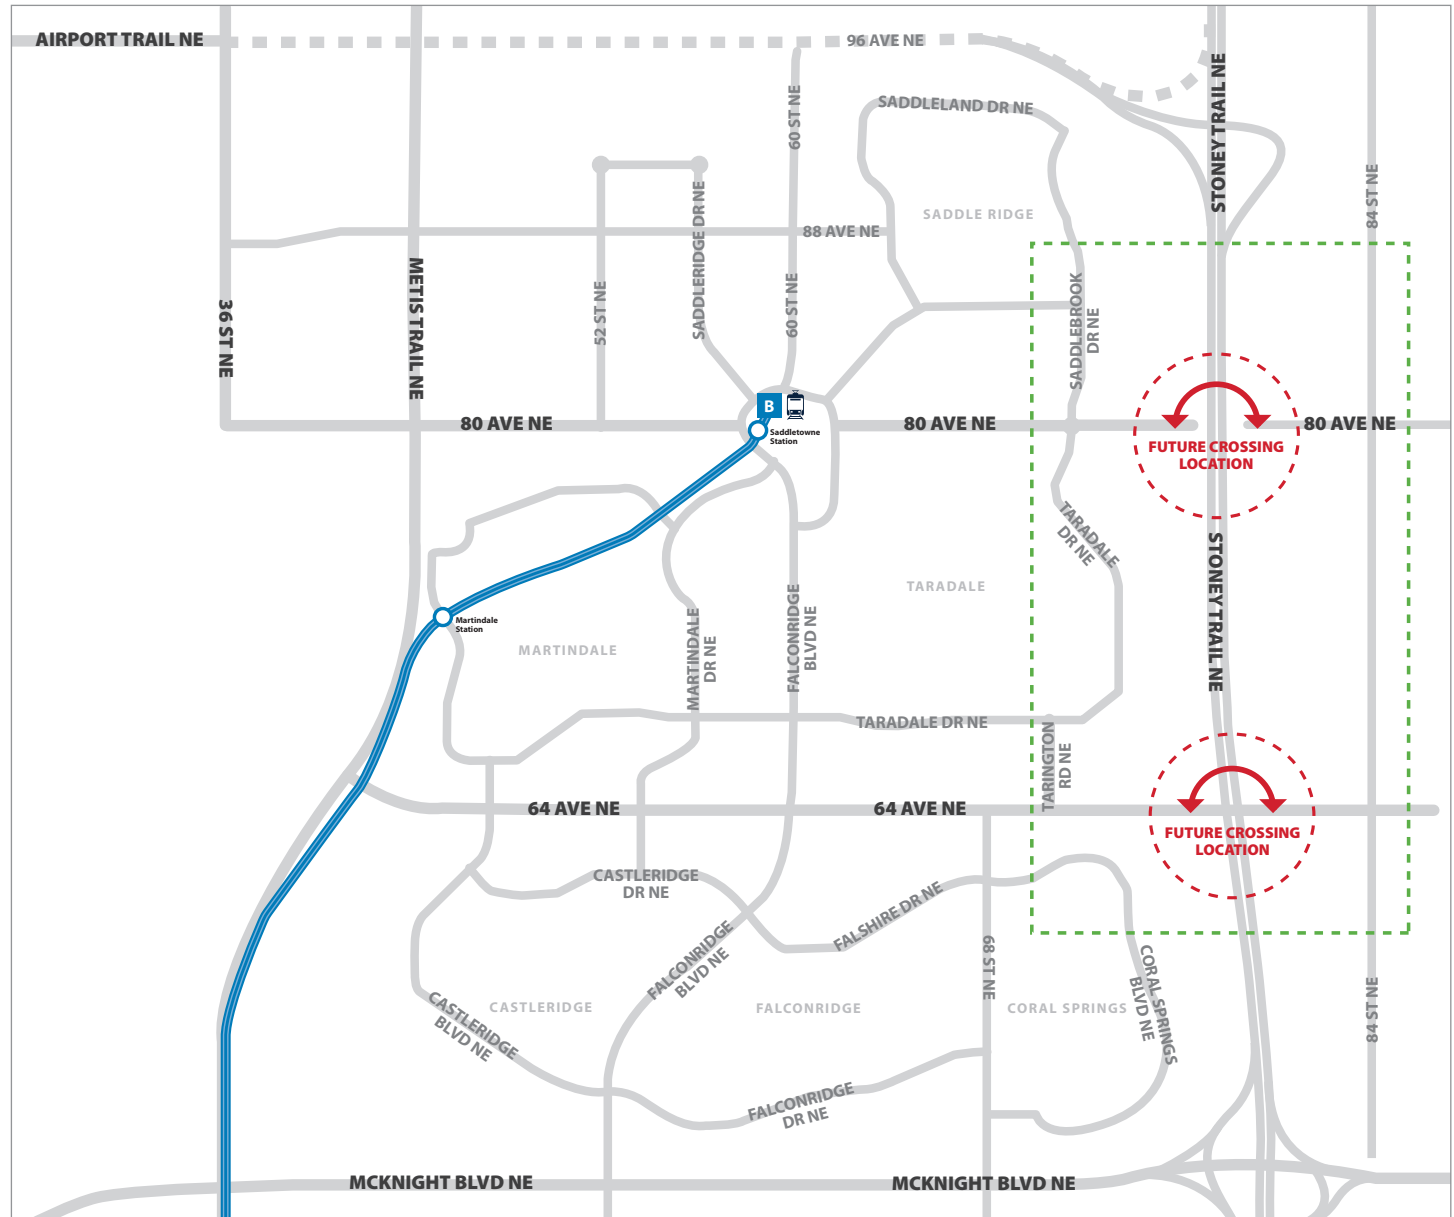 AIRPORT TRAIL NE
96 AVE NE
STONEY TRAIL NE
60 ST NE
SADDLELAND DR NE
84 ST NE
SADDLERIDGE DR NE
SADDLE RIDGE
88 AVE NE
36 ST NE
METIS TRAIL NE
52 ST NE
60 ST NE
SADDLEBROOK
DR NE
B
80 AVE NE
Saddletowne
Station
80 AVE NE
80 AVE NE
FUTURE CROSSING
LOCATION
TARADALE
DR NE
STONEY TRAIL NE
Martindale
Station
MARTINDALE
MARTINDALE
DR NE
FALCONRIDGE
BLVD NE
TARADALE
TARADALE DR NE
TARINGTON
RD NE
64 AVE NE
64 AVE NE
FUTURE CROSSING
LOCATION
CASTLERIDGE
DR NE
FALSHIRE DR NE
FALCONRIDGE
BLVD NE
68 ST NE
CORAL SPRINGS
BLVD NE
CASTLERIDGE
BLVD NE
CASTLERIDGE
FALCONRIDGE
CORAL SPRINGS
84 ST NE
FALCONRIDGE
DR NE
MCKNIGHT BLVD NE
MCKNIGHT BLVD NE